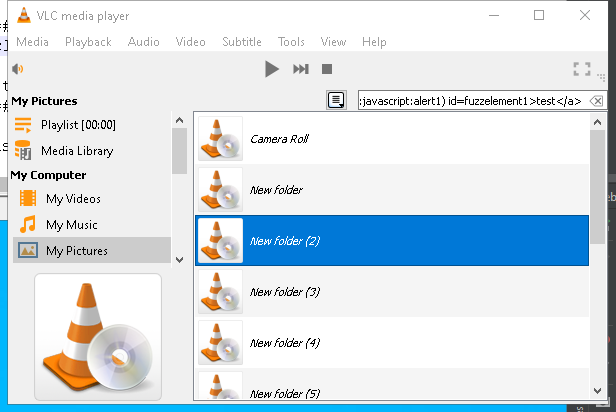 VLC media player
Media Playback Audio Video Subtitle Tools View Help
My Pictures
:javascript:alert1) id=fuzzelement1>test</a>
Playlist [00:00]
Media Library
My Computer
My Videos
My Music
My Pictures
Camera Roll
New folder
New folder (2)
New folder (3)
New folder (4)
New folder (5)